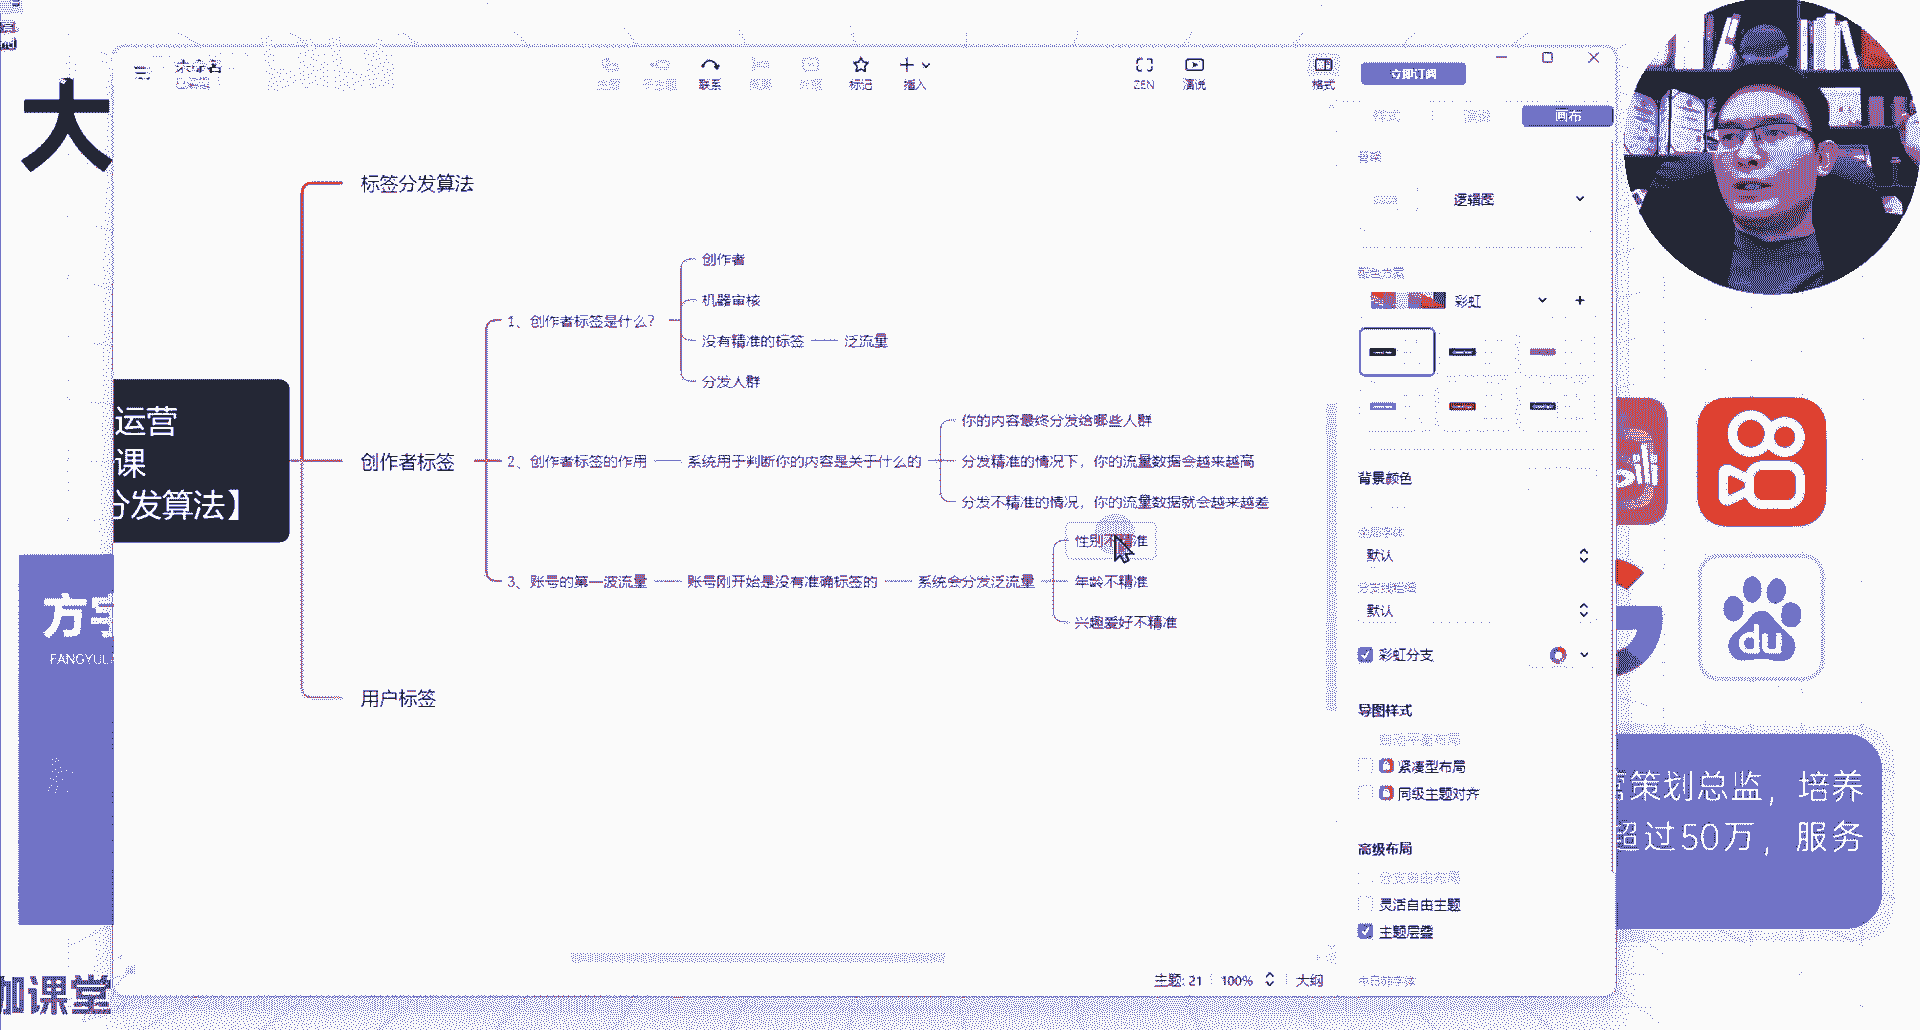 大
未命名
联系
标记
插入
ZEN
演说
格式
立即订阅
画布
逻辑图
彩虹
背景颜色
默认
默认
彩虹分支
导图样式
紧凑型布局
同级主题对齐
高级布局
灵活自由主题
主题层叠
标签分发算法
创作者
机器审核
1、创作者标签是什么?
没有精准的标签
泛流量
分发人群
运营
课
分发算法】
创作者标签
2、创作者标签的作用
系统用于判断你的内容是关于什么的
你的内容最终分发给哪些人群
分发精准的情况下，你的流量数据会越来越高
分发不精准的情况，你的流量数据就会越来越差
3、账号的第一波流量
账号刚开始是没有准确标签的
系统会分发泛流量
性别不精准
年龄不精准
兴趣爱好不精准
用户标签
主题: 21
100%
大纲
方宇
FANGYU
du
策划总监，培养
超过50万，服务
加课堂